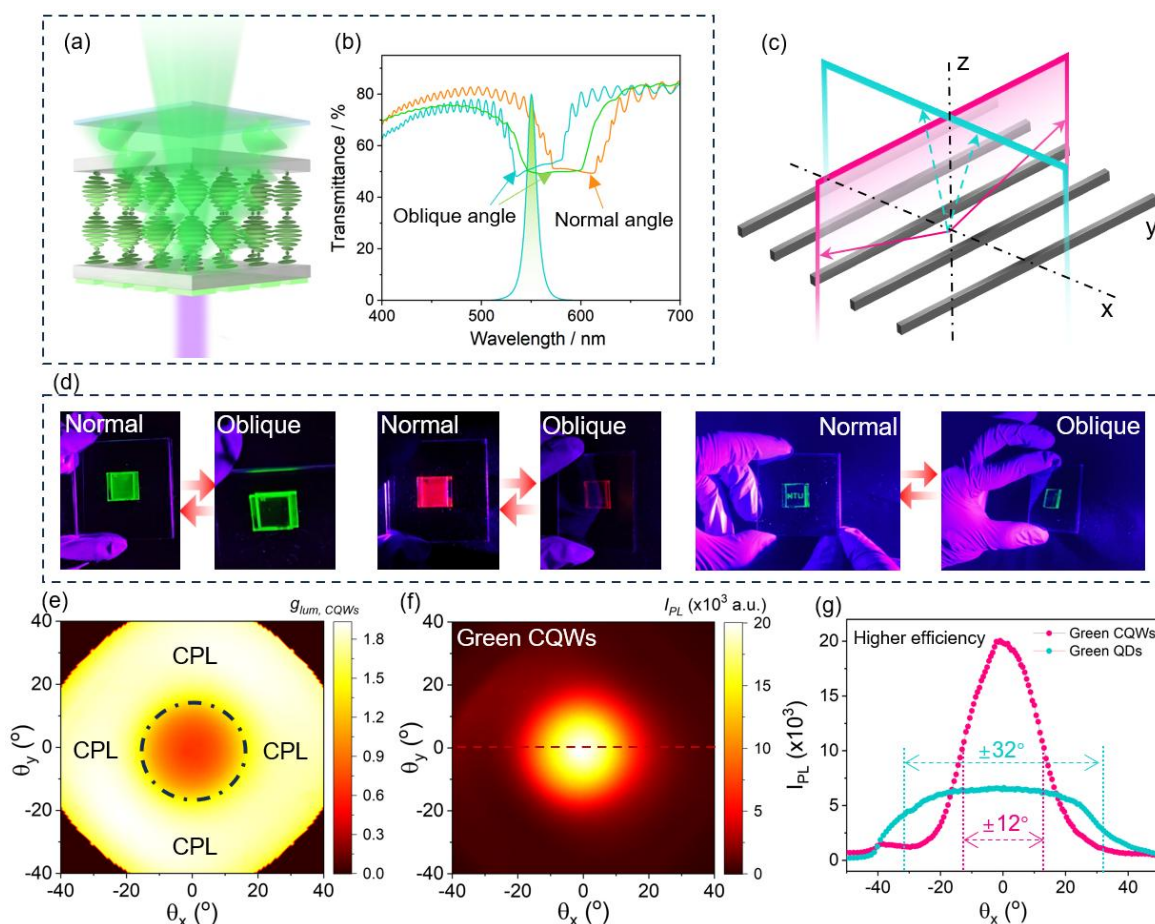 (a)
(b)
Transmittance / %
80
60
40
20
0
400
500
600
700
Wavelength / nm
Oblique angle
Normal angle
(c)
z
y
x
(d)
Normal
Oblique
Normal
Oblique
Normal
Oblique
NTU
(e)
g_lum, CQWs
1.8
1.5
1.2
0.9
0.6
0.3
0.0
CPL
CPL
CPL
CPL
θy (°)
40
20
0
-20
-40
-40
-20
0
20
40
θx (°)
(f)
I_PL (x10³ a.u.)
Green CQWs
20
15
10
5
0
θy (°)
40
20
0
-20
-40
-40
-20
0
20
40
θx (°)
(g)
Higher efficiency
Green CQWs
Green QDs
I_PL (x10³)
20
15
10
5
0
±32°
±12°
-40
-20
0
20
40
θx (°)